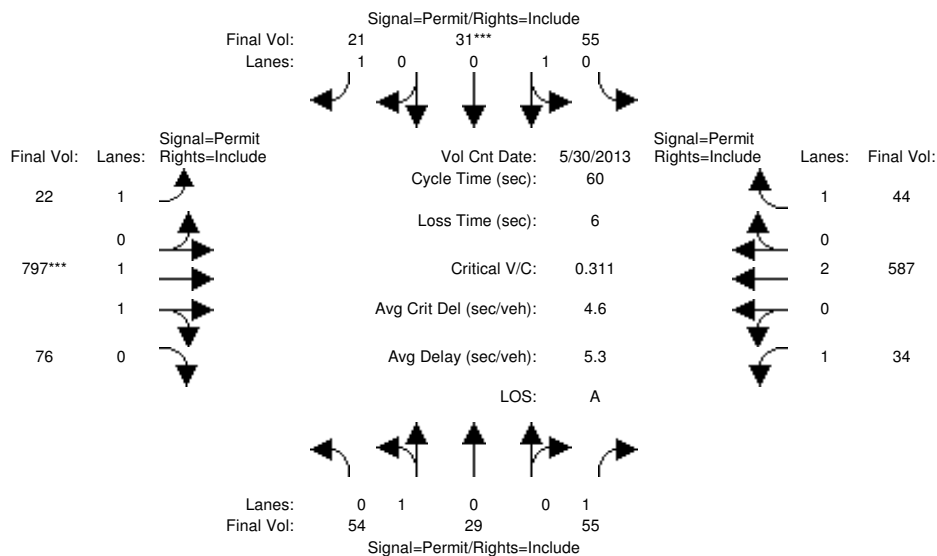 Signal=Permit/Rights=Include
Final Vol: 21 31*** 55
Lanes: 1 0 0 1 0
Signal=Permit
Final Vol: Lanes: Rights=Include
Vol Cnt Date: 5/30/2013
Signal=Permit
Rights=Include Lanes: Final Vol:
Cycle Time (sec): 60
22 1
1 44
Loss Time (sec): 6
0
0
797*** 1
Critical V/C: 0.311
2 587
1
Avg Crit Del (sec/veh): 4.6
0
76 0
Avg Delay (sec/veh): 5.3
1 34
LOS: A
Lanes: 0 1 0 0 1
Final Vol: 54 29 55
Signal=Permit/Rights=Include